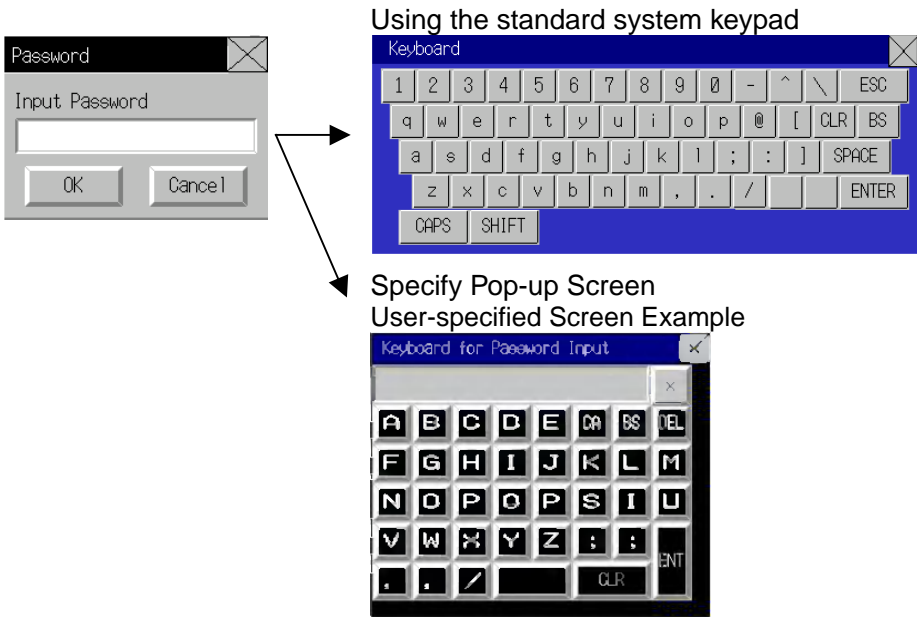 Password
Input Password
OK Cancel
Using the standard system keypad
Keyboard
1 2 3 4 5 6 7 8 9 0 - ^ \ ESC
q w e r t y u i o p @ [ CLR BS
a s d f g h j k l ; : ] SPACE
z x c v b n m , . / ENTER
CAPS SHIFT
Specify Pop-up Screen
User-specified Screen Example
Keyboard for Password Input
×
A B C D E CA BS DEL
F G H I J K L M
N O P Q P S I U
V W X Y Z ; ; ENT
, . / CLR